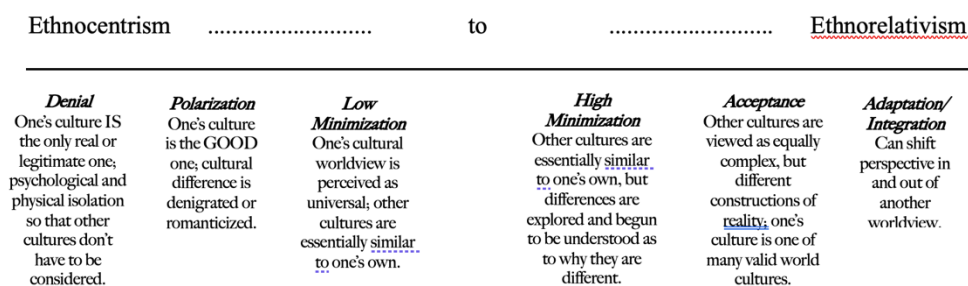 Ethnocentrism ............................ to ............................ Ethnorelativism
Denial
One's culture IS
the only real or
legitimate one;
psychological and
physical isolation
so that other
cultures don't
have to be
considered.
Polarization
One's culture
is the GOOD
one; cultural
difference is
denigrated or
romanticized.
Low
Minimization
One's cultural
worldview is
perceived as
universal; other
cultures are
essentially similar
to one's own.
High
Minimization
Other cultures are
essentially similar
to one's own, but
differences are
explored and begun
to be understood as
to why they are
different.
Acceptance
Other cultures are
viewed as equally
complex, but
different
constructions of
reality; one's
culture is one of
many valid world
cultures.
Adaptation/
Integration
Can shift
perspective in
and out of
another
worldview.